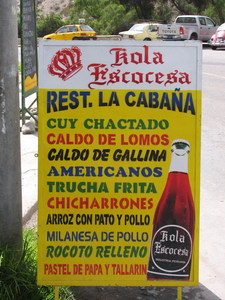 Kola
Escocesa
REST. LA CABAÑA
CUY CHACTADO
CALDO DE LOMOS
CALDO DE GALLINA
AMERICANOS
TRUCHA FRITA
CHICHARRONES
ARROZ CON PATO Y POLLO
MILANESA DE POLLO
ROCOTO RELLENO
PASTEL DE PAPA Y TALLARIN
Kola
Escocesa